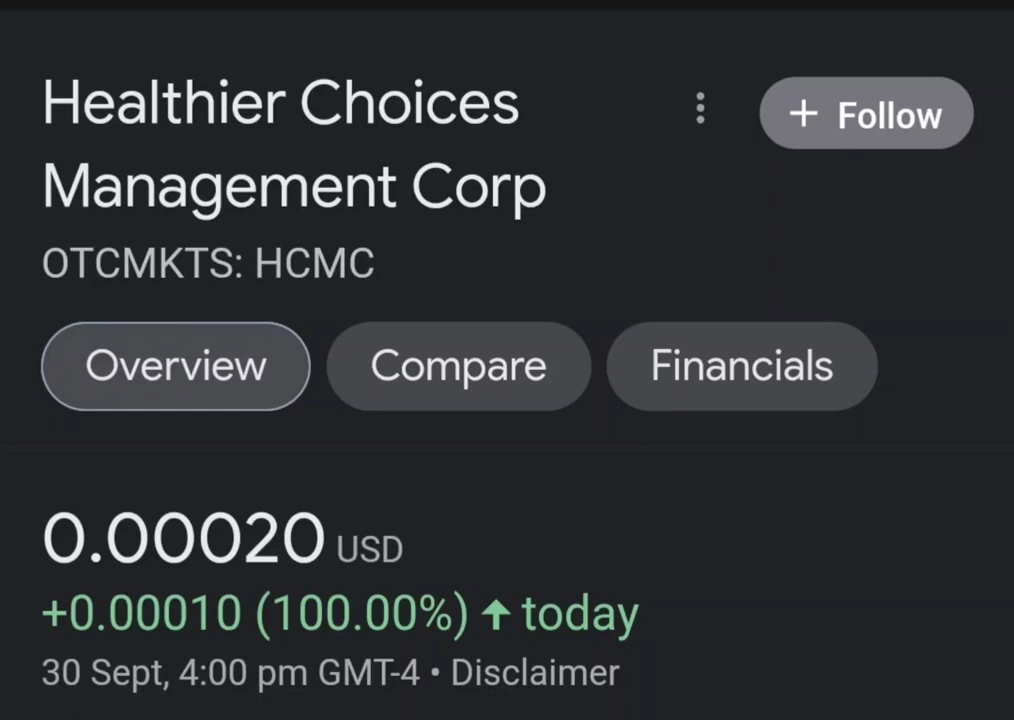 Healthier Choices
Management Corp
+ Follow
OTCMKTS: HCMC
Overview Compare Financials
0.00020 USD
+0.00010 (100.00%) ↑ today
30 Sept, 4:00 pm GMT-4 • Disclaimer